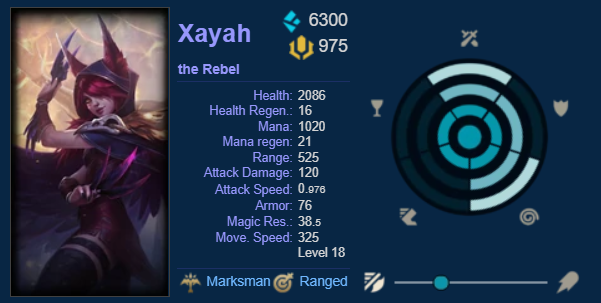 Xayah
6300
975
the Rebel
Health: 2086
Health Regen.: 16
Mana: 1020
Mana regen: 21
Range: 525
Attack Damage: 120
Attack Speed: 0.976
Armor: 76
Magic Res.: 38.5
Move. Speed: 325
Level 18
Marksman Ranged